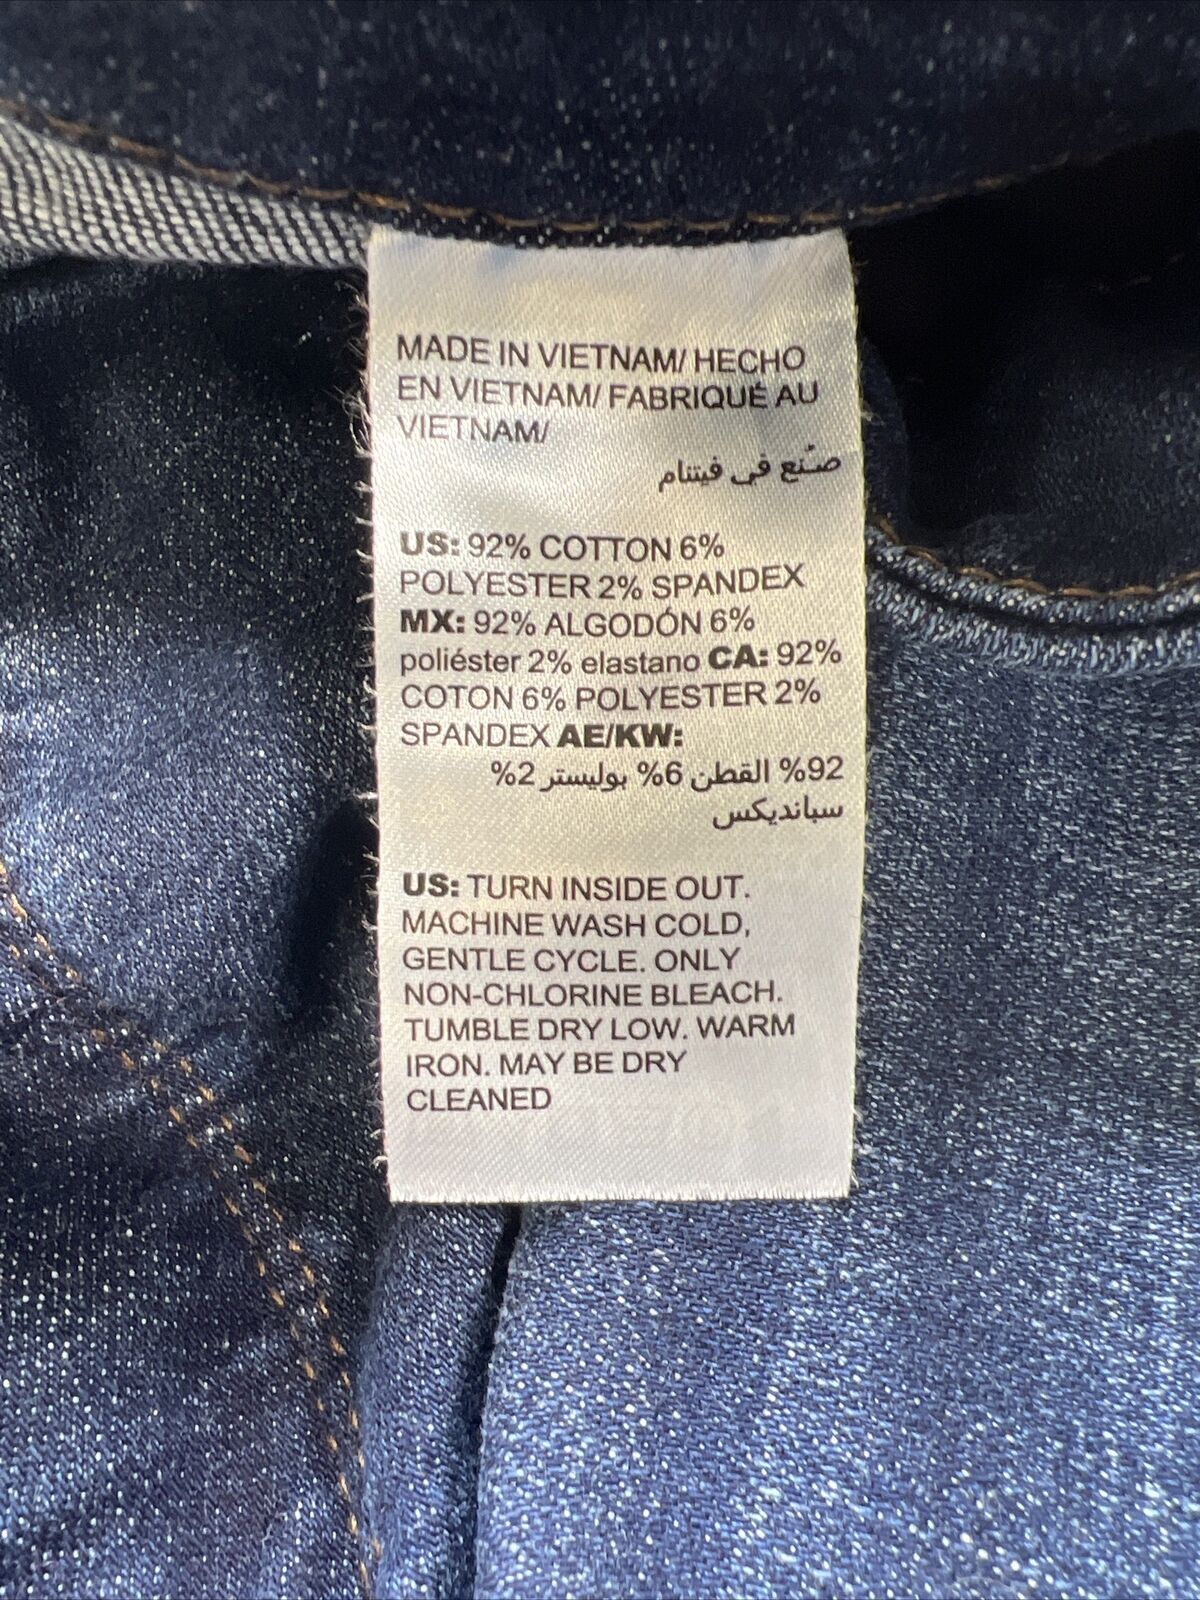 MADE IN VIETNAM/ HECHO
EN VIETNAM/ FABRIQUÉ AU
VIETNAM/
صُنع في فيتنام
US: 92% COTTON 6%
POLYESTER 2% SPANDEX
MX: 92% ALGODÓN 6%
poliéster 2% elastano CA: 92%
COTON 6% POLYESTER 2%
SPANDEX AE/KW:
92% القطن 6% بوليستر 2%
سبانديكس
US: TURN INSIDE OUT.
MACHINE WASH COLD,
GENTLE CYCLE. ONLY
NON-CHLORINE BLEACH.
TUMBLE DRY LOW. WARM
IRON. MAY BE DRY
CLEANED